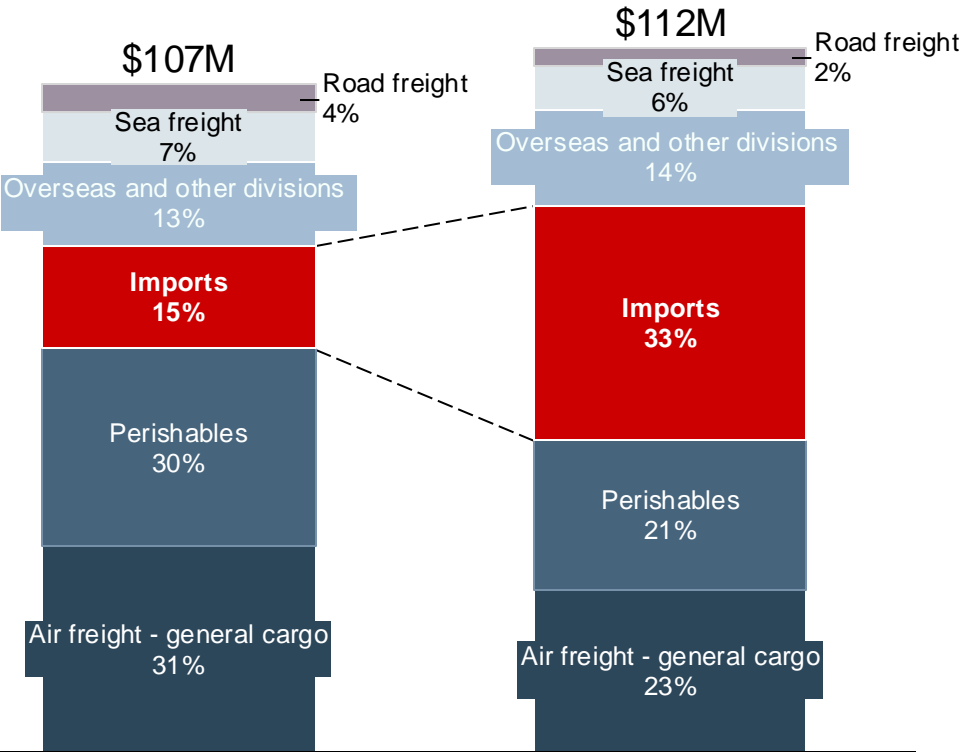 $107M
Road freight
4%
Sea freight
7%
Overseas and other divisions
13%
Imports
15%
Perishables
30%
Air freight - general cargo
31%
$112M
Road freight
2%
Sea freight
6%
Overseas and other divisions
14%
Imports
33%
Perishables
21%
Air freight - general cargo
23%